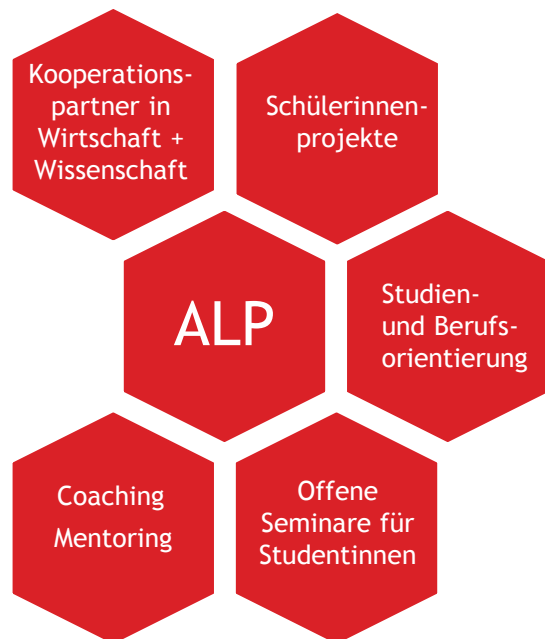 Kooperations-
partner in
Wirtschaft +
Wissenschaft
Schülerinnen-
projekte
ALP
Studien-
und Berufs-
orientierung
Coaching
Mentoring
Offene
Seminare für
Studentinnen